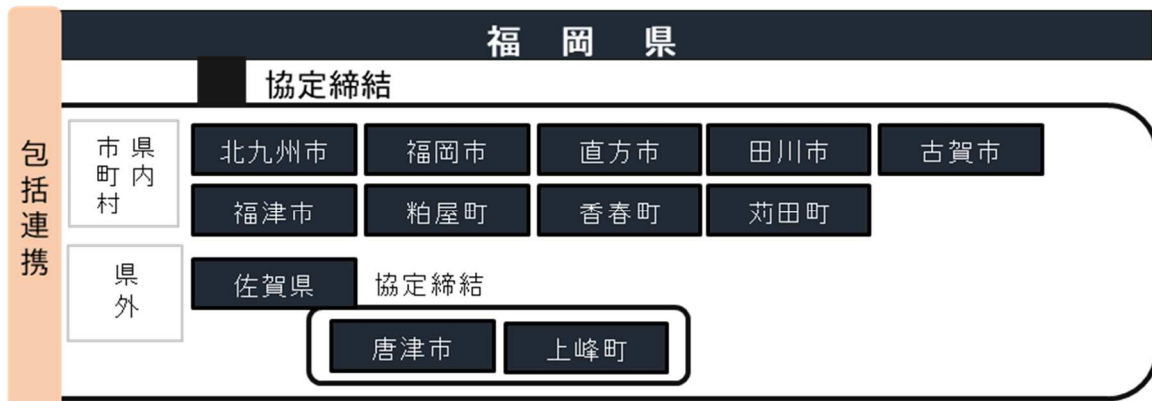 福岡県
協定締結
包括連携
県内
市町村
北九州市 福岡市 直方市 田川市 古賀市
福津市 粕屋町 香春町 苅田町
県外
佐賀県 協定締結
唐津市 上峰町